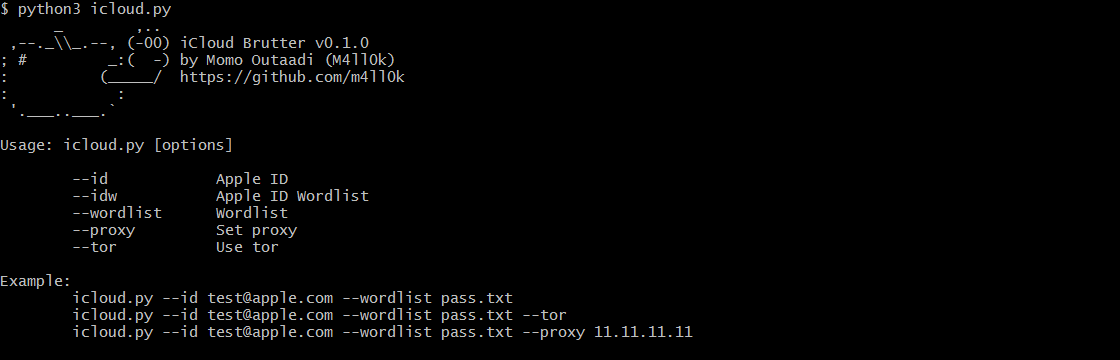 $ python3 icloud.py
       _        ,..
 ,--._\\_.--, (-00) iCloud Brutter v0.1.0
; #         _:(  -) by Momo Outaadi (M4ll0k)
:          (_____/  https://github.com/m4ll0k
:            :
 '.___..___.`
Usage: icloud.py [options]
        --id            Apple ID
        --idw           Apple ID Wordlist
        --wordlist      Wordlist
        --proxy         Set proxy
        --tor           Use tor
Example:
        icloud.py --id test@apple.com --wordlist pass.txt
        icloud.py --id test@apple.com --wordlist pass.txt --tor
        icloud.py --id test@apple.com --wordlist pass.txt --proxy 11.11.11.11